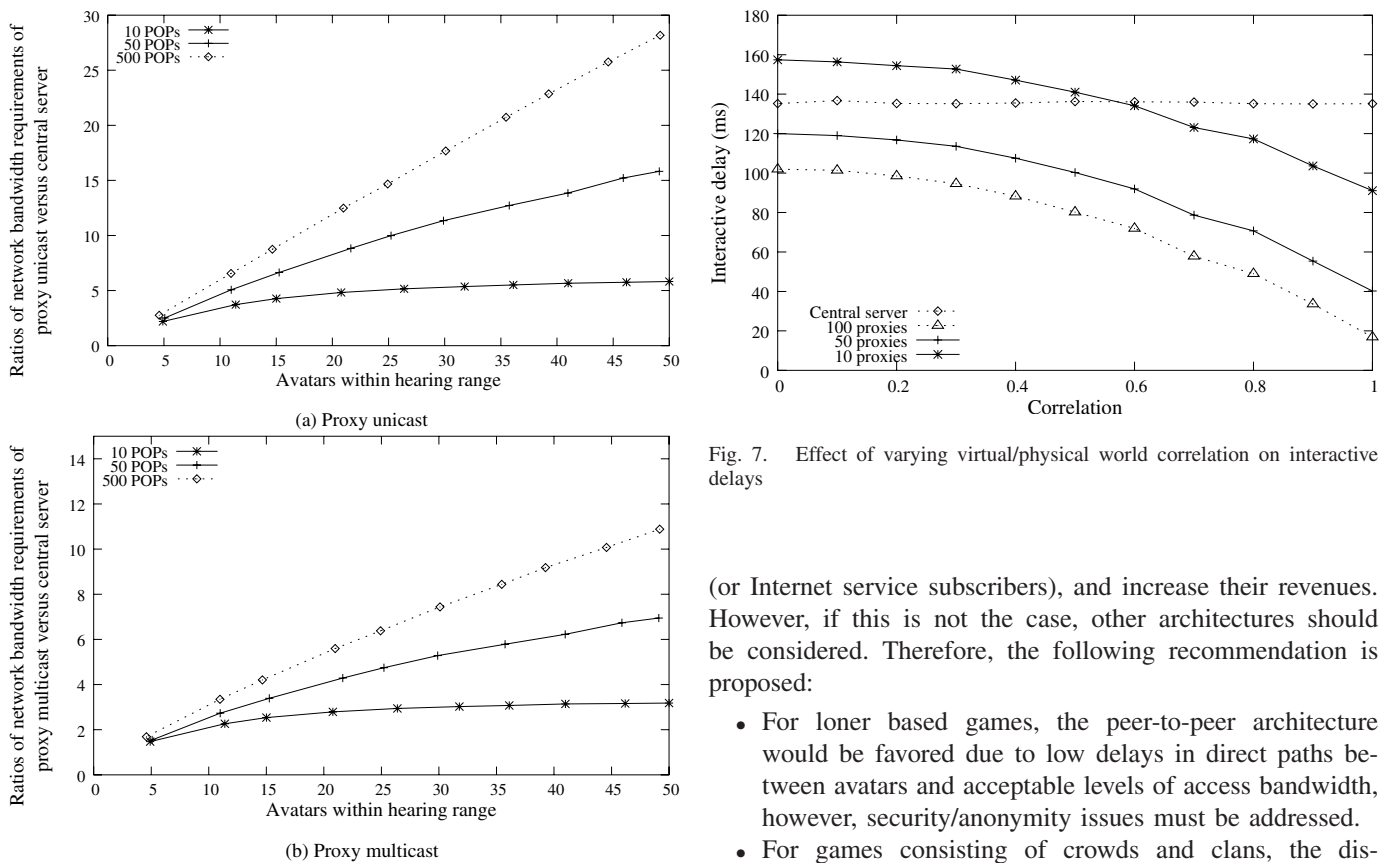 Ratios of network bandwidth requirements of
proxy unicast versus central server
30
25
20
15
10
5
0
10 POPs
50 POPs
500 POPs
0 5 10 15 20 25 30 35 40 45 50
Avatars within hearing range
(a) Proxy unicast
Ratios of network bandwidth requirements of
proxy multicast versus central server
14
12
10
8
6
4
2
0
10 POPs
50 POPs
500 POPs
0 5 10 15 20 25 30 35 40 45 50
Avatars within hearing range
(b) Proxy multicast
Interactive delay (ms)
180
160
140
120
100
80
60
40
20
0
Central server
100 proxies
50 proxies
10 proxies
0 0.2 0.4 0.6 0.8 1
Correlation
Fig. 7. Effect of varying virtual/physical world correlation on interactive
delays
(or Internet service subscribers), and increase their revenues.
However, if this is not the case, other architectures should
be considered. Therefore, the following recommendation is
proposed:
• For loner based games, the peer-to-peer architecture
would be favored due to low delays in direct paths be-
tween avatars and acceptable levels of access bandwidth,
however, security/anonymity issues must be addressed.
• For games consisting of crowds and clans, the dis-